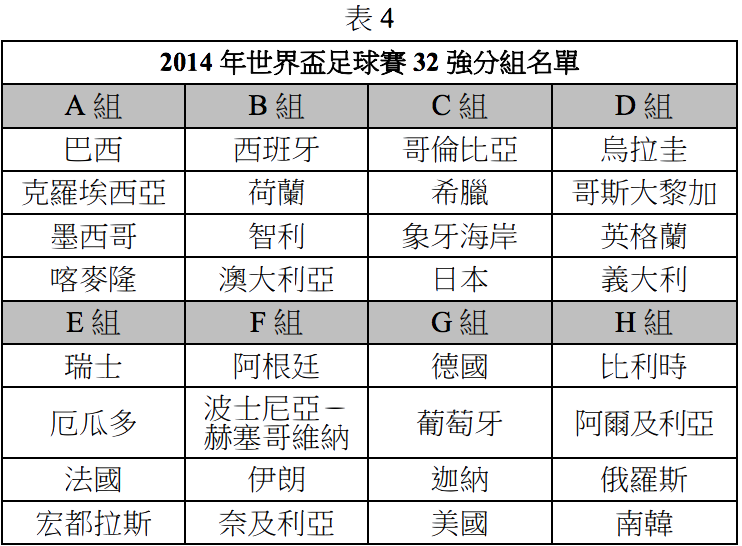 表 4
2014 年世界盃足球賽 32 強分組名單
A 組 B 組 C 組 D 組
巴西 西班牙 哥倫比亞 烏拉圭
克羅埃西亞 荷蘭 希臘 哥斯大黎加
墨西哥 智利 象牙海岸 英格蘭
喀麥隆 澳大利亞 日本 義大利
E 組 F 組 G 組 H 組
瑞士 阿根廷 德國 比利時
厄瓜多 波士尼亞－
赫塞哥維納 葡萄牙 阿爾及利亞
法國 伊朗 迦納 俄羅斯
宏都拉斯 奈及利亞 美國 南韓